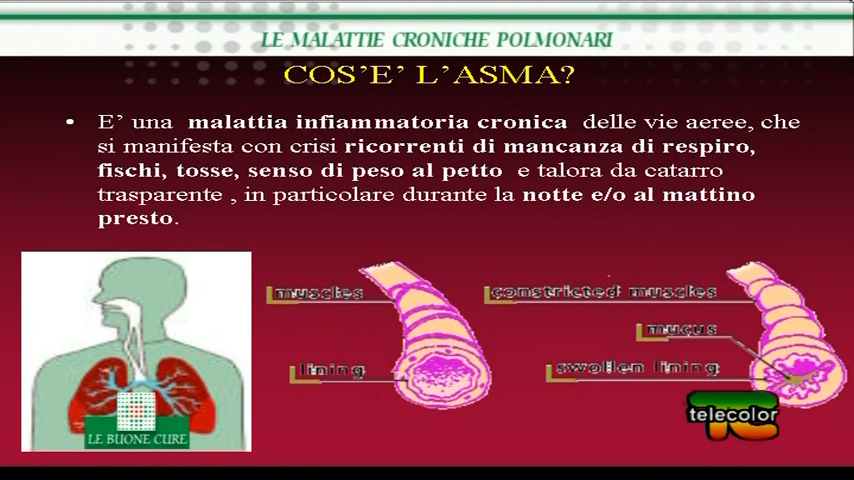 LE MALATTIE CRONICHE POLMONARI
COS'E' L'ASMA?
• E' una malattia infiammatoria cronica delle vie aeree, che
si manifesta con crisi ricorrenti di mancanza di respiro,
fischi, tosse, senso di peso al petto e talora da catarro
trasparente , in particolare durante la notte e/o al mattino
presto.
muscles
lining
constricted muscles
mucus
swollen lining
LE BUONE CURE
telecolor